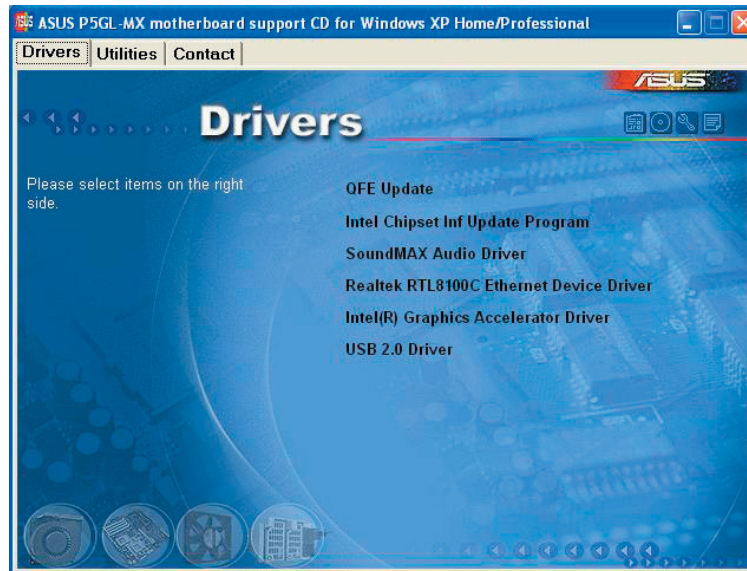 ASUS P5GL-MX motherboard support CD for Windows XP Home/Professional
Drivers Utilities Contact
ASUS
Drivers
Please select items on the right
side.
QFE Update
Intel Chipset Inf Update Program
SoundMAX Audio Driver
Realtek RTL8100C Ethernet Device Driver
Intel(R) Graphics Accelerator Driver
USB 2.0 Driver